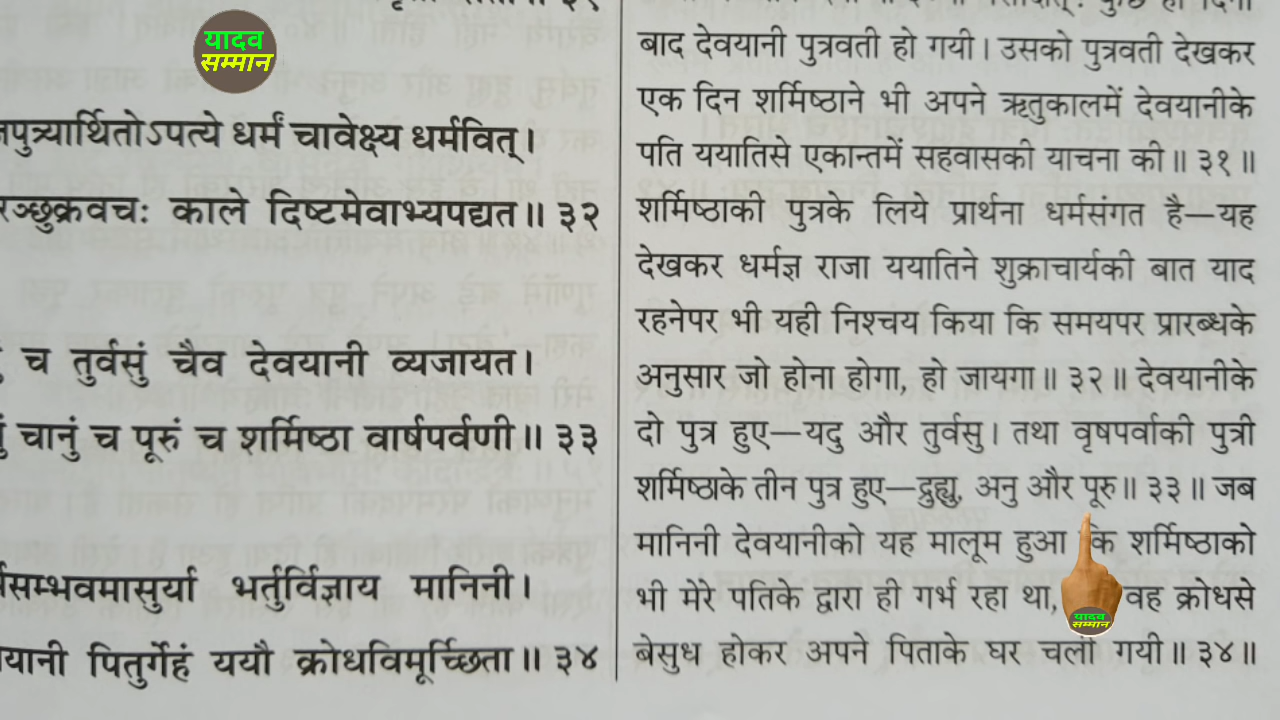 यादव
सम्मान
धर्मं चावेक्ष्य धर्मवित्।
काले दिष्टमेवाभ्यपद्यत॥ ३२
च तुर्वसुं चैव देवयानी व्यजायत।
चानुं च पूरुं च शर्मिष्ठा वार्षपर्वणी॥ ३३
भर्तुर्विज्ञाय मानिनी।
पितुर्गेहं ययौ क्रोधविमूर्च्छिता॥ ३४
बाद देवयानी पुत्रवती हो गयी। उसको पुत्रवती देखकर
एक दिन शर्मिष्ठाने भी अपने ऋतुकालमें देवयानीके
पति ययातिसे एकान्तमें सहवासकी याचना की॥ ३१॥
शर्मिष्ठाकी पुत्रके लिये प्रार्थना धर्मसंगत है—यह
देखकर धर्मज्ञ राजा ययातिने शुक्राचार्यकी बात याद
रहनेपर भी यही निश्चय किया कि समयपर प्रारब्धके
अनुसार जो होना होगा, हो जायगा॥ ३२॥ देवयानीके
दो पुत्र हुए—यदु और तुर्वसु। तथा वृषपर्वाकी पुत्री
शर्मिष्ठाके तीन पुत्र हुए—द्रुह्यु, अनु और पूरु॥ ३३॥ जब
मानिनी देवयानीको यह मालूम हुआ कि शर्मिष्ठाको
भी मेरे पतिके द्वारा ही गर्भ रहा था, वह क्रोधसे
बेसुध होकर अपने पिताके घर चली गयी॥ ३४॥
यादव
सम्मान